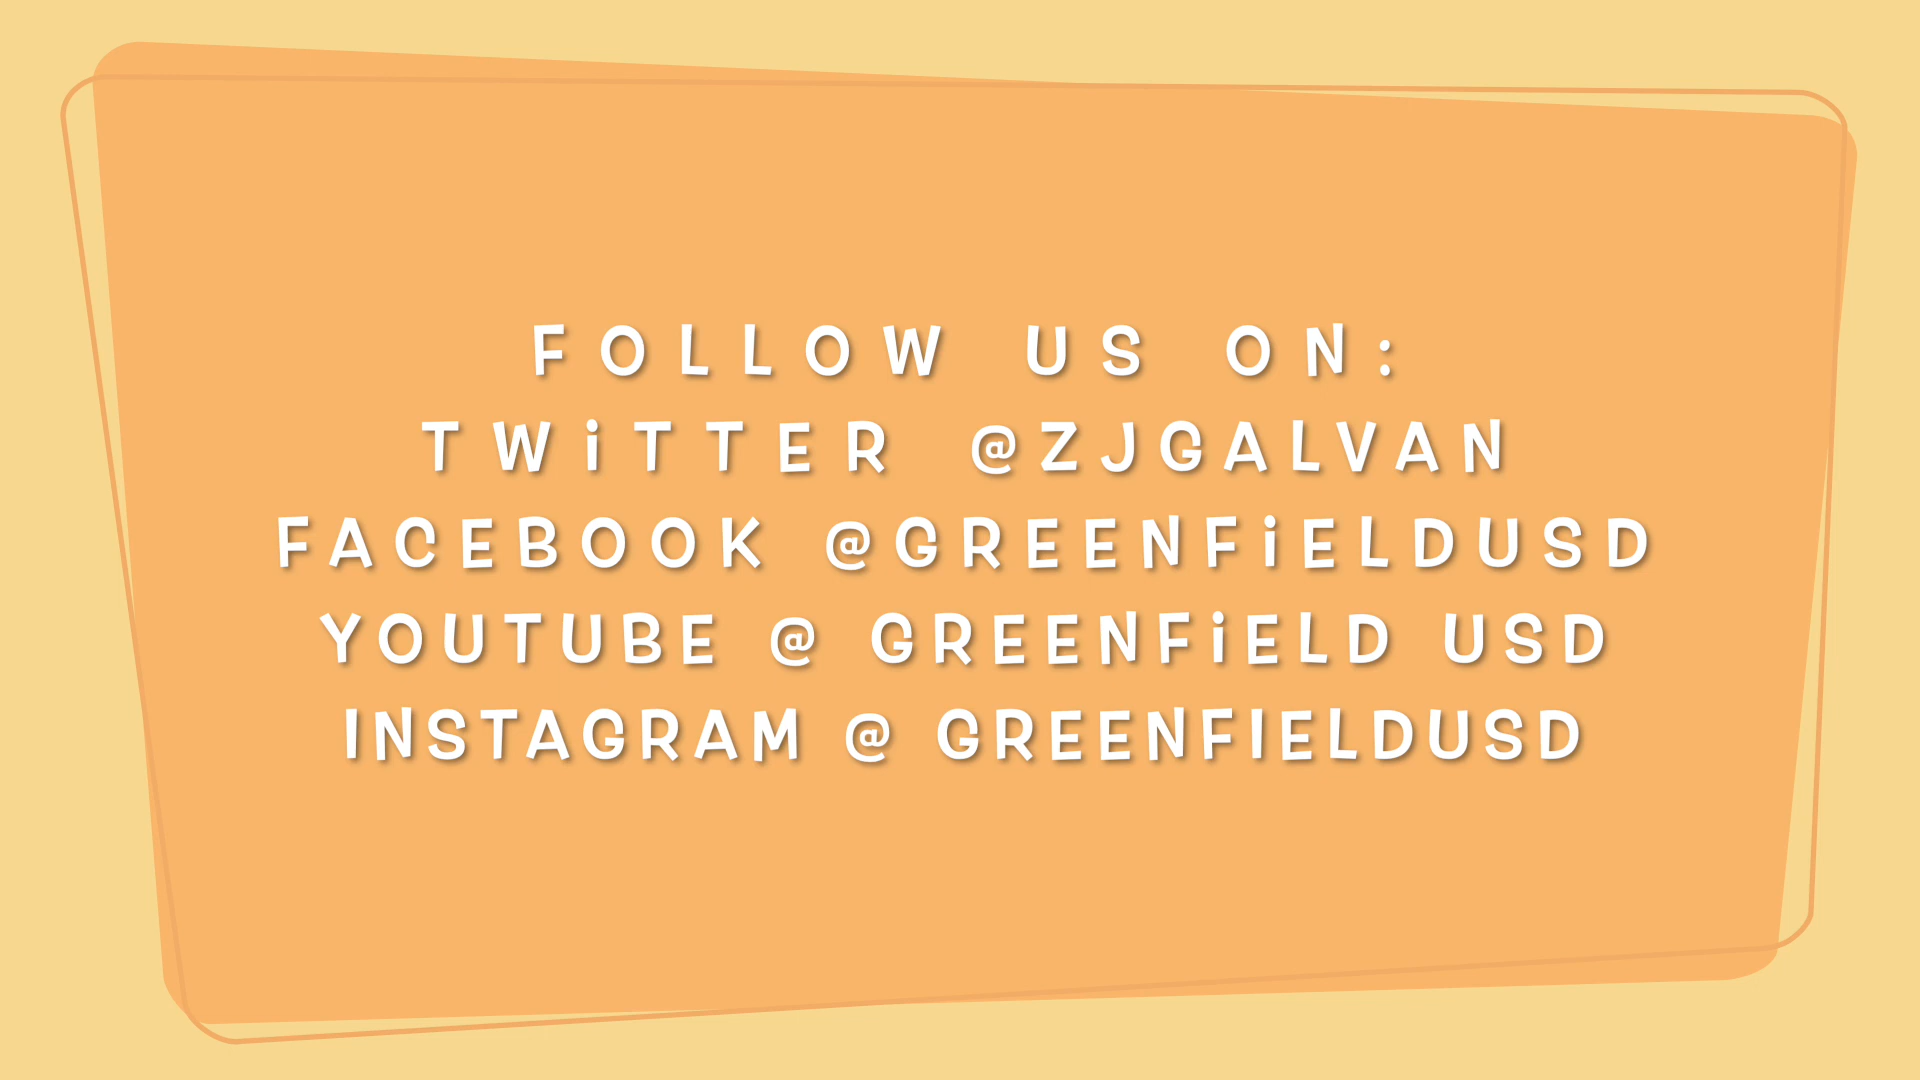 FOLLOW US ON:
TWiTTER @ZJGALVAN
FACEBOOK @GREENFiELDUSD
YOUTUBE @ GREENFiELD USD
INSTAGRAM @ GREENFIELDUSD